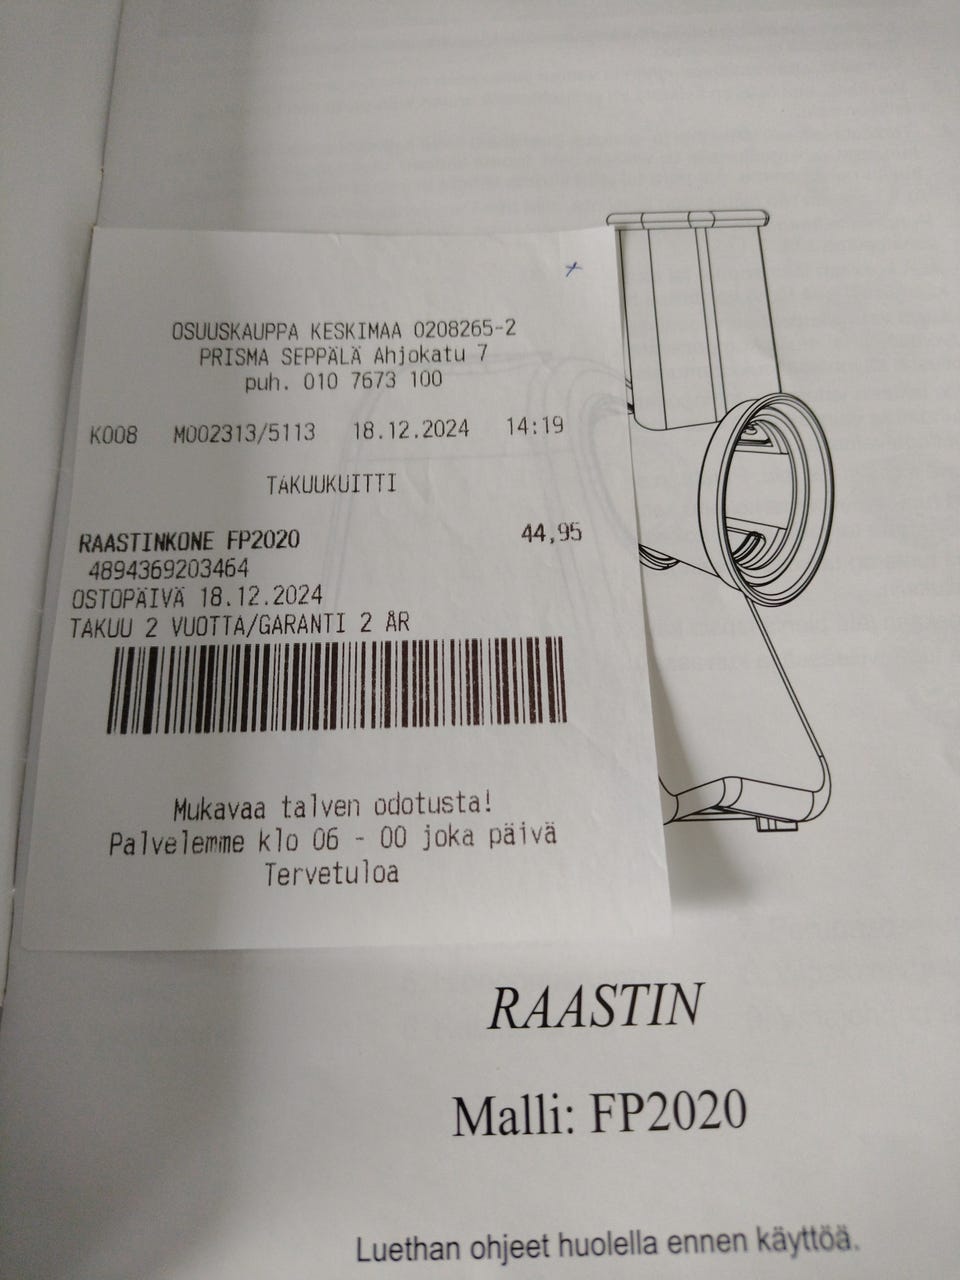 OSUUSKAUPPA KESKIMAA 0208265-2
PRISMA SEPPÄLÄ Ahjokatu 7
puh. 010 7673 100
K008 M002313/5113 18.12.2024 14:19
TAKUUKUITTI
RAASTINKONE FP2020 44,95
4894369203464
OSTOPÄIVÄ 18.12.2024
TAKUU 2 VUOTTA/GARANTI 2 ÅR
Mukavaa talven odotusta!
Palvelemme klo 06 - 00 joka päivä
Tervetuloa
RAASTIN
Malli: FP2020
Luethan ohjeet huolella ennen käyttöä.